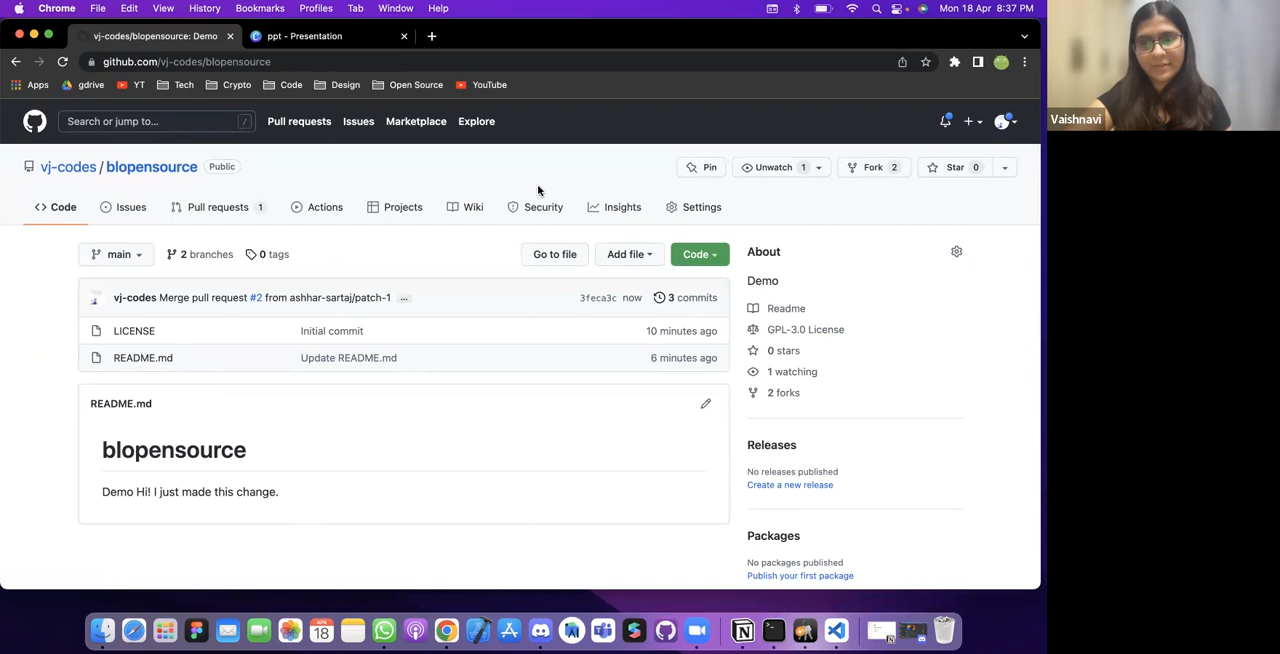 Chrome File Edit View History Bookmarks Profiles Tab Window Help Mon 18 Apr 8:37 PM
vj-codes/blopensource: Demo ppt - Presentation
github.com/vj-codes/blopensource
Apps gdrive YT Tech Crypto Code Design Open Source YouTube
Search or jump to... / Pull requests Issues Marketplace Explore
vj-codes / blopensource Public Pin Unwatch 1 Fork 2 Star 0
Code Issues Pull requests 1 Actions Projects Wiki Security Insights Settings
main 2 branches 0 tags Go to file Add file Code
vj-codes Merge pull request #2 from ashhar-sartaj/patch-1 ... 3feca3c now 3 commits
LICENSE Initial commit 10 minutes ago
README.md Update README.md 6 minutes ago
README.md
blopensource
Demo Hi! I just made this change.
About
Demo
Readme
GPL-3.0 License
0 stars
1 watching
2 forks
Releases
No releases published
Create a new release
Packages
No packages published
Publish your first package
Vaishnavi
APR
18